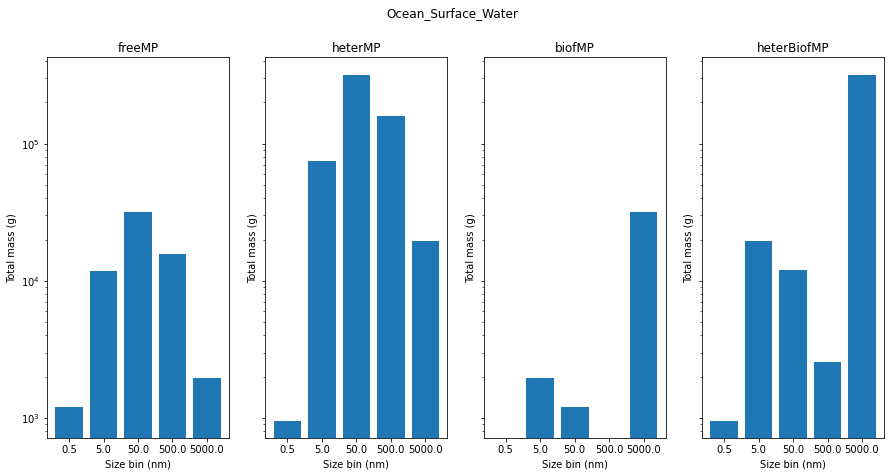 Ocean_Surface_Water
freeMP
heterMP
biofMP
heterBiofMP
Total mass (g)
10^5
10^4
10^3
0.5 5.0 50.0 500.0 5000.0
Size bin (nm)
Total mass (g)
0.5 5.0 50.0 500.0 5000.0
Size bin (nm)
Total mass (g)
0.5 5.0 50.0 500.0 5000.0
Size bin (nm)
Total mass (g)
0.5 5.0 50.0 500.0 5000.0
Size bin (nm)